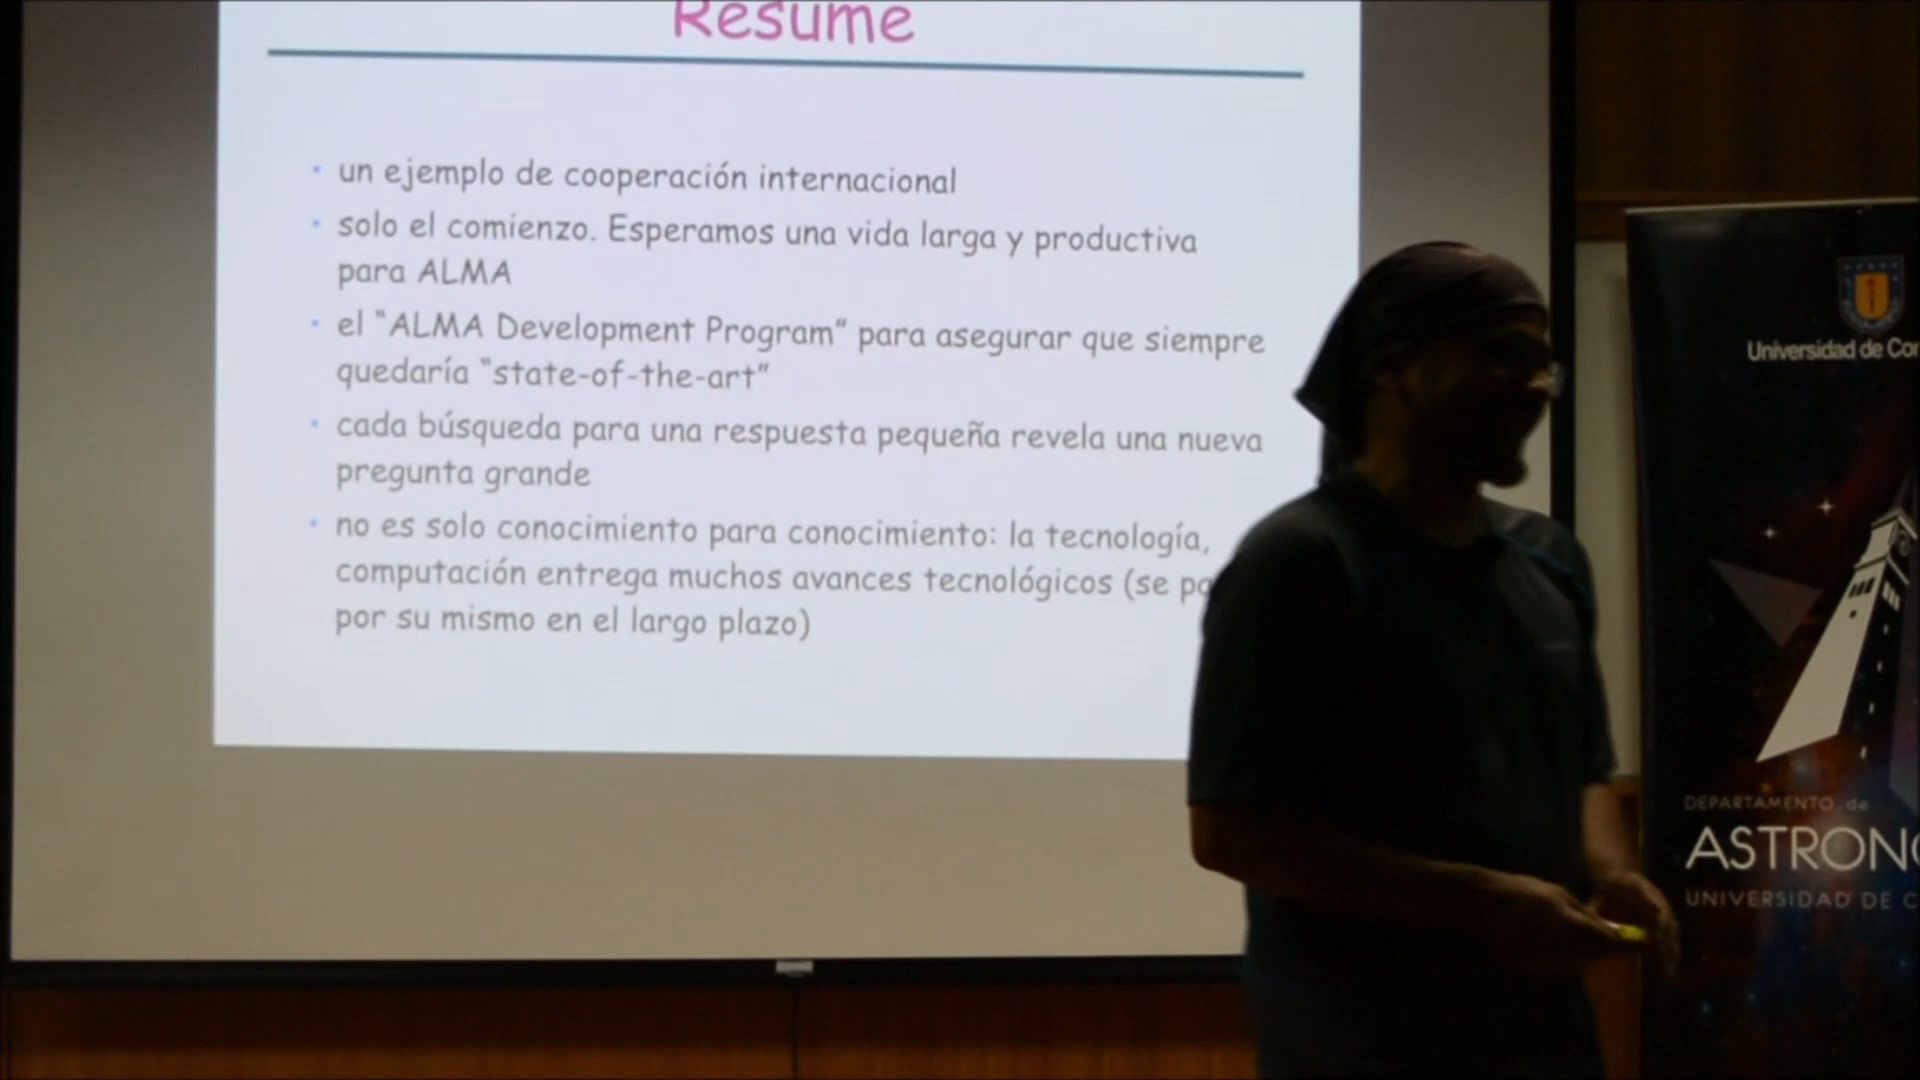 Resume
• un ejemplo de cooperación internacional
• solo el comienzo. Esperamos una vida larga y productiva
para ALMA
• el “ALMA Development Program” para asegurar que siempre
quedaría “state-of-the-art”
• cada búsqueda para una respuesta pequeña revela una nueva
pregunta grande
• no es solo conocimiento para conocimiento: la tecnología,
computación entrega muchos avances tecnológicos (se
por su mismo en el largo plazo)
Universidad de
DEPARTAMENTO de
UNIVERSIDAD DE